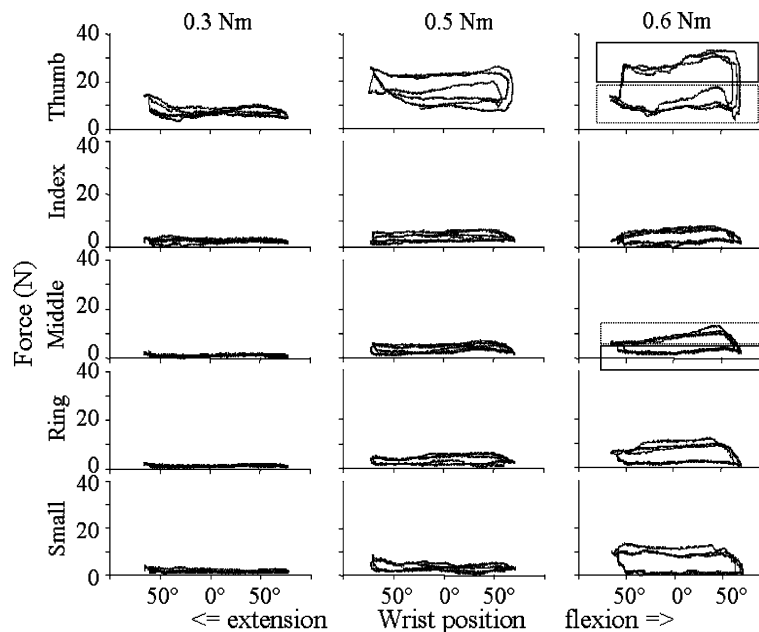 0.3 Nm 0.5 Nm 0.6 Nm
Force (N)
Thumb
40
20
0
Index
40
20
0
Middle
40
20
0
Ring
40
20
0
Small
40
20
0
50° 0° 50° 50° 0° 50° 50° 0° 50°
<= extension Wrist position flexion =>